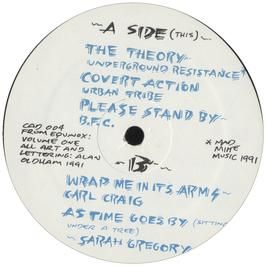 ~A SIDE (THIS)~
THE THEORY
UNDERGROUND RESISTANCE*
COVERT ACTION
URBAN TRIBE
PLEASE STAND BY
B.F.C.
CAD 004
FROM EQUINOX:
VOLUME ONE
ALL ART AND
LETTERING: ALAN
OLDHAM 1991
* MAD
MIKE
MUSIC 1991
~B~
WRAP ME IN ITS ARMS~
CARL CRAIG
AS TIME GOES BY (SITTING
UNDER A TREE)
~SARAH GREGORY